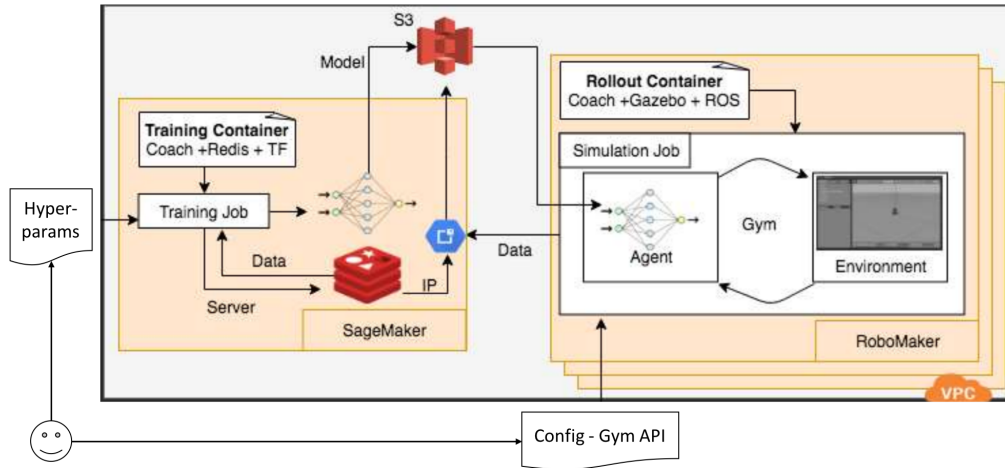 S3
Model
Rollout Container
Coach +Gazebo + ROS
Training Container
Coach +Redis + TF
Simulation Job
Hyper-
params
Training Job
Gym
Data
Agent
Environment
Data
IP
Server
SageMaker
RoboMaker
VPC
Config - Gym API